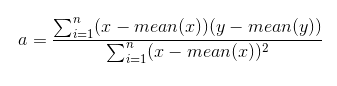 a = \frac{\sum_{i=1}^{n}(x - mean(x))(y - mean(y))}{\sum_{i=1}^{n}(x - mean(x))^2}